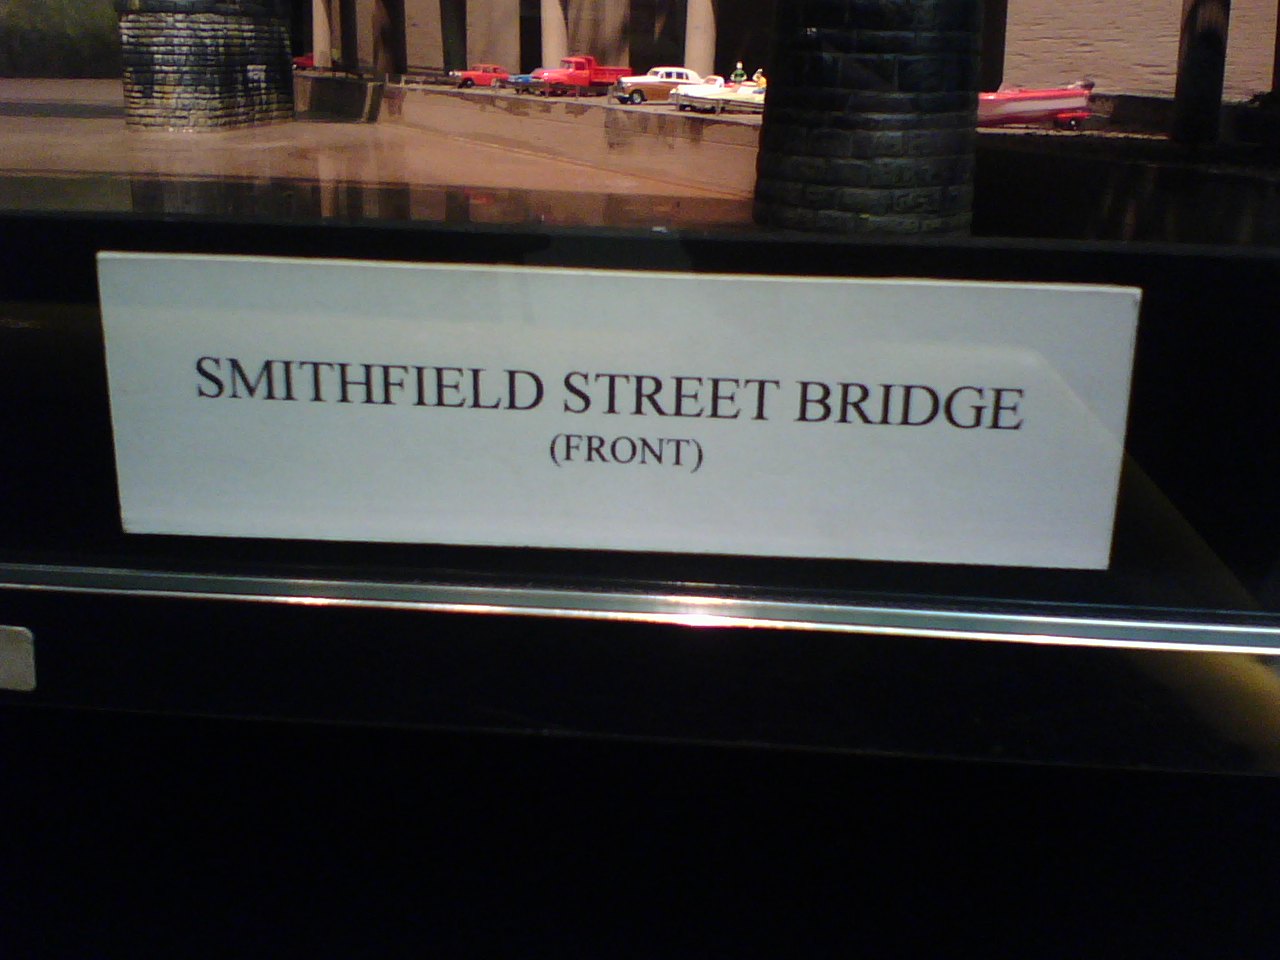 SMITHFIELD STREET BRIDGE
(FRONT)